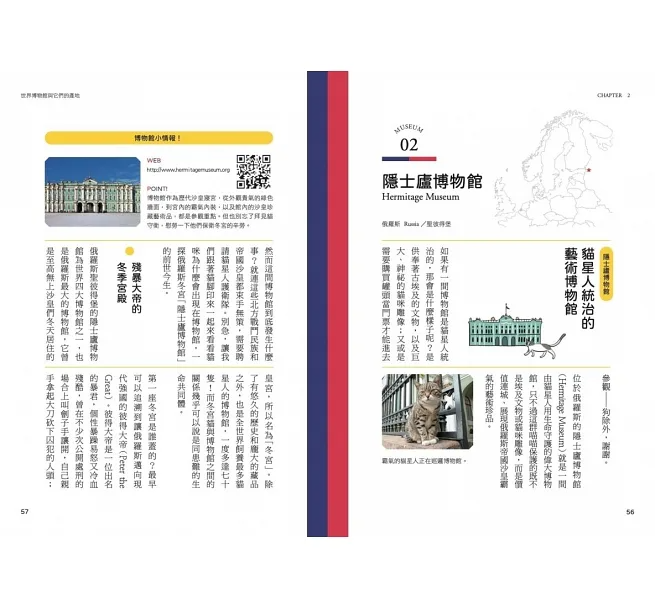 CHAPTER 2
MUSEUM
02
隱士廬博物館
Hermitage Museum
俄羅斯 Russia／聖彼得堡
隱士廬博物館
貓星人統治的
藝術博物館
如果有一間博物館是貓星人統
治的，那會是什麼樣子呢？是
供奉著古埃及的文物，以及巨
大、神祕的貓咪雕像；又或是
需要購買罐頭當門票才能進去
參觀——狗除外，謝謝。
位於俄羅斯的隱士廬博物館
（Hermitage Museum）就是一間
由貓星人用生命守護的偉大博物
館，只不過這群喵喵保護的既不
是埃及文物或貓咪雕像，而是價
值連城、展現俄羅斯帝國沙皇霸
氣的藝術珍品。
霸氣的貓星人正在巡廬博物館。
56
世界博物館與它們的產地
博物館小情報！
WEB
http://www.hermitagemuseum.org
POINT!
博物館作為歷代沙皇寢宮，從外觀貴氣的綠色
牆面，到宮內的霸氣內裝，以及館內的沙皇珍
藏藝術品，都是參觀重點。但也別忘了拜見貓
守衛，慰勞一下他們保衛冬宮的辛勞。
然而這間博物館到底發生什麼
事？就連這些北方戰鬥民族和
帝國沙皇都束手無策，需要聘
請貓星人護衛隊。別急，讓我
們跟著貓腳印來一起來看看貓
咪為什麼會出現在博物館，一
探俄羅斯冬宮「隱士廬博物館」
的前世今生。
殘暴大帝的
冬季宮殿
俄羅斯聖彼得堡的隱士廬博物
館為世界四大博物館之一，也
是俄羅斯最大的博物館，它曾
是至高無上沙皇們冬天居住的
皇宮，所以名為「冬宮」。除
了有悠久的歷史和龐大的藏品
之外，也是全世界飼養最多貓
星人的博物館，一度多達七十
隻！而冬宮貓與博物館之間的
關係幾乎可以說是同患難的生
命共同體。
第一座冬宮是誰蓋的？最早
可以追溯到讓俄羅斯邁向現
代強國的彼得大帝（Peter the
Great）。彼得大帝是一位出名
的暴君，個性暴躁易怒又冷血
殘酷，曾在不少次公開處刑的
場合上叫劊子手讓開，自己親
手拿起大刀砍下囚犯的人頭；
57